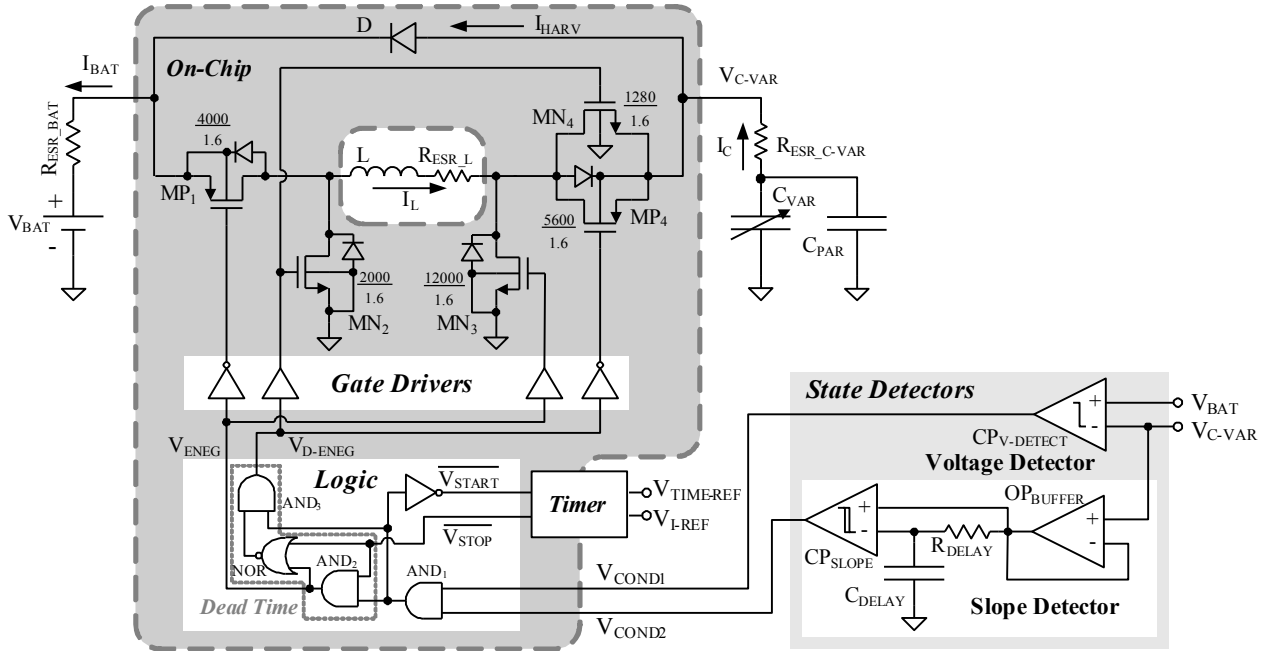 D
I_HARV
I_BAT
On-Chip
V_C-VAR
R_ESR_BAT
4000
1.6
1280
1.6
MN_4
L
R_ESR_L
I_L
I_C
R_ESR_C-VAR
MP_1
MP_4
5600
1.6
+
V_BAT
-
C_VAR
C_PAR
2000
1.6
12000
1.6
MN_2
MN_3
Gate Drivers
State Detectors
+
-
V_BAT
V_C-VAR
CP_V-DETECT
Voltage Detector
V_ENEG
V_D-ENEG
Logic
V_START
Timer
V_TIME-REF
V_I-REF
V_STOP
AND_3
NOR
AND_2
AND_1
Dead Time
V_COND1
V_COND2
OP_BUFFER
+
-
+
-
R_DELAY
CP_SLOPE
C_DELAY
Slope Detector